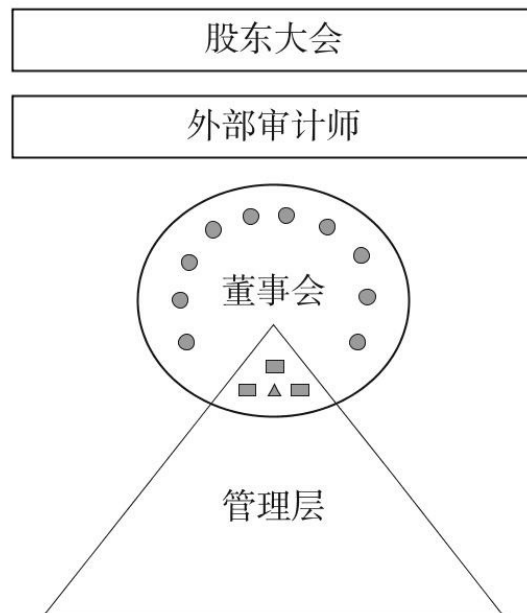 股东大会
外部审计师
董事会
管理层